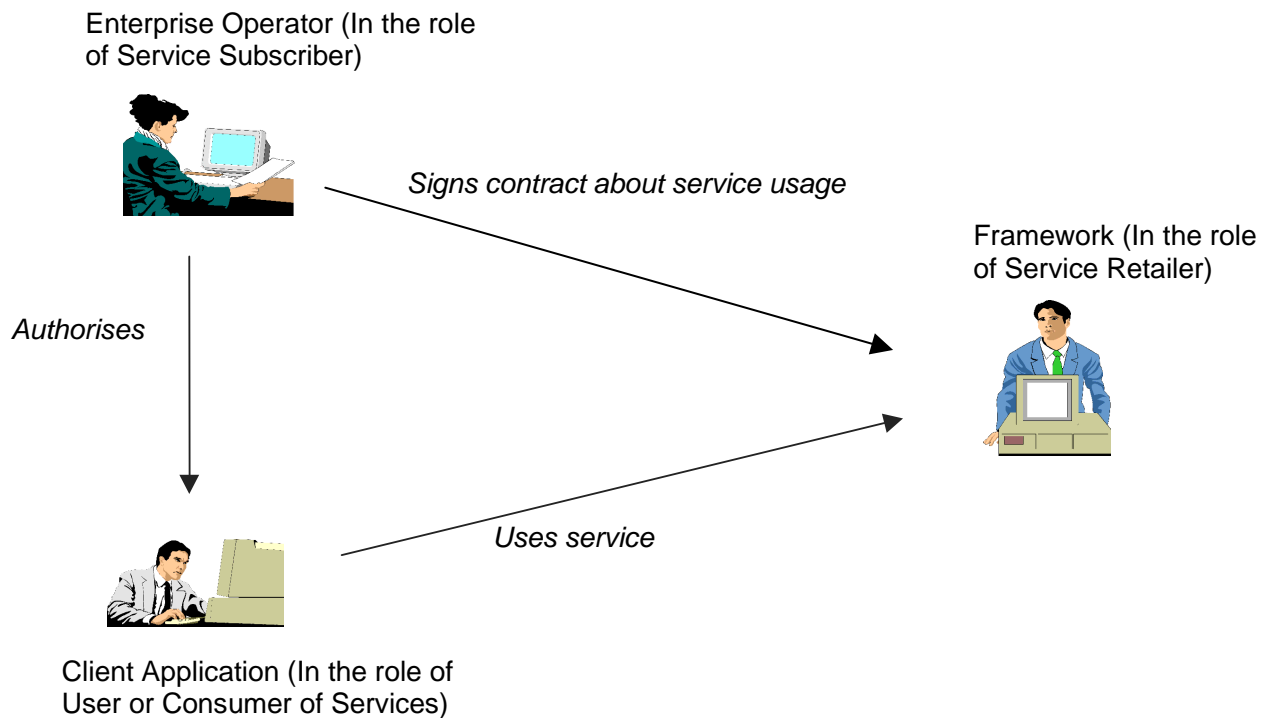 Enterprise Operator (In the role
of Service Subscriber)
Signs contract about service usage
Framework (In the role
of Service Retailer)
Authorises
Uses service
Client Application (In the role of
User or Consumer of Services)